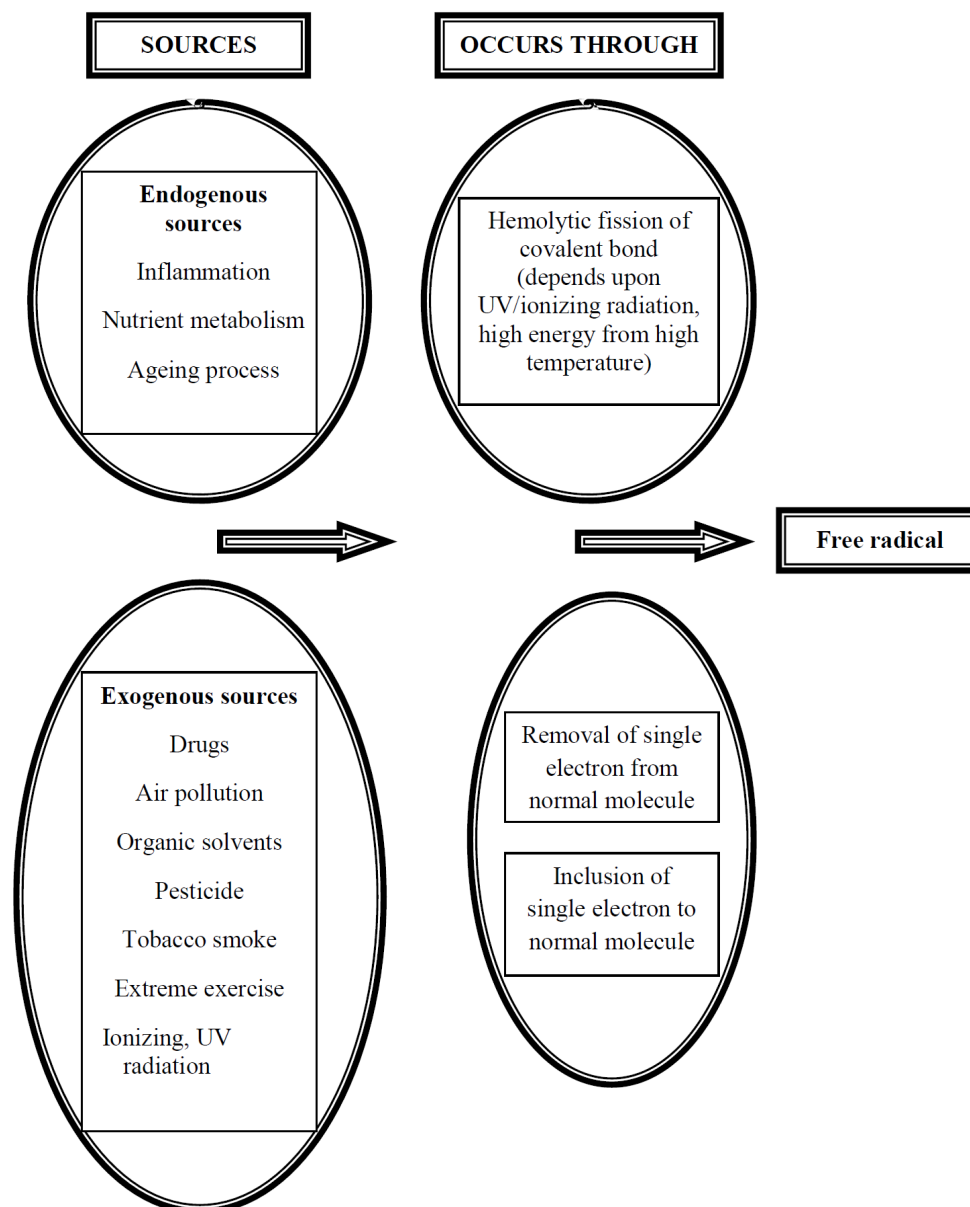 SOURCES
OCCURS THROUGH
Endogenous
sources
Inflammation
Nutrient metabolism
Ageing process
Hemolytic fission of
covalent bond
(depends upon
UV/ionizing radiation,
high energy from high
temperature)
Free radical
Exogenous sources
Drugs
Air pollution
Organic solvents
Pesticide
Tobacco smoke
Extreme exercise
Ionizing, UV
radiation
Removal of single
electron from
normal molecule
Inclusion of
single electron to
normal molecule